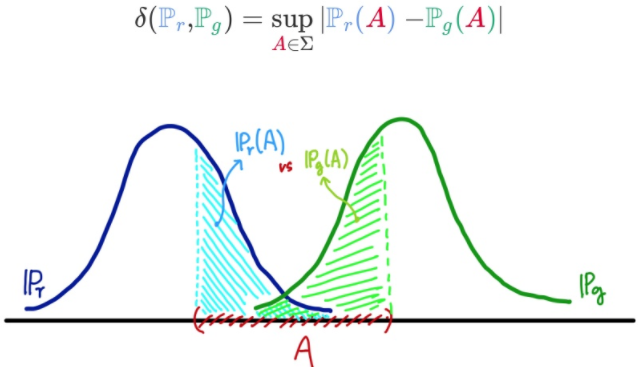 δ(ℙr,ℙg) = sup |ℙr(A) −ℙg(A)|
A∈Σ
ℙr(A) vs ℙg(A)
ℙr
ℙg
A